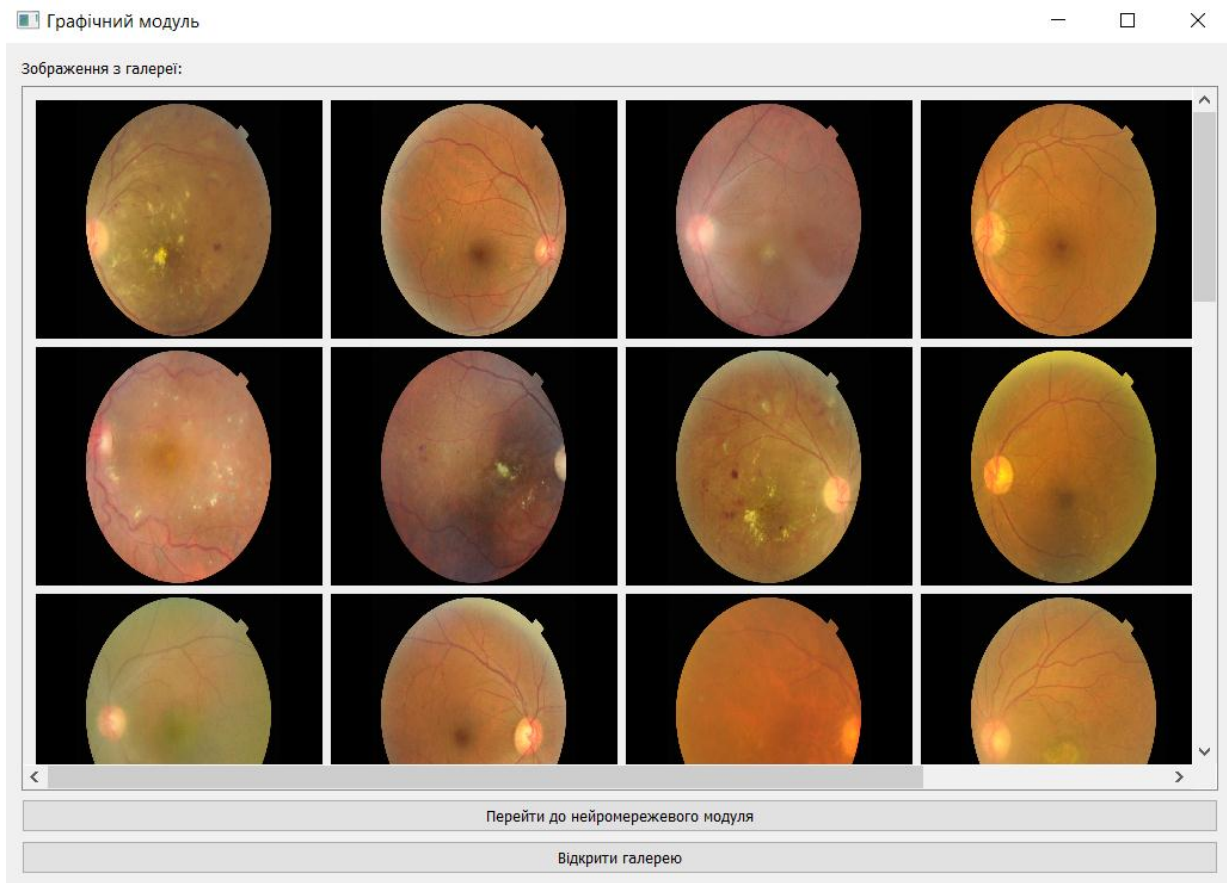 Графічний модуль
Зображення з галереї:
Перейти до нейромережевого модуля
Відкрити галерею